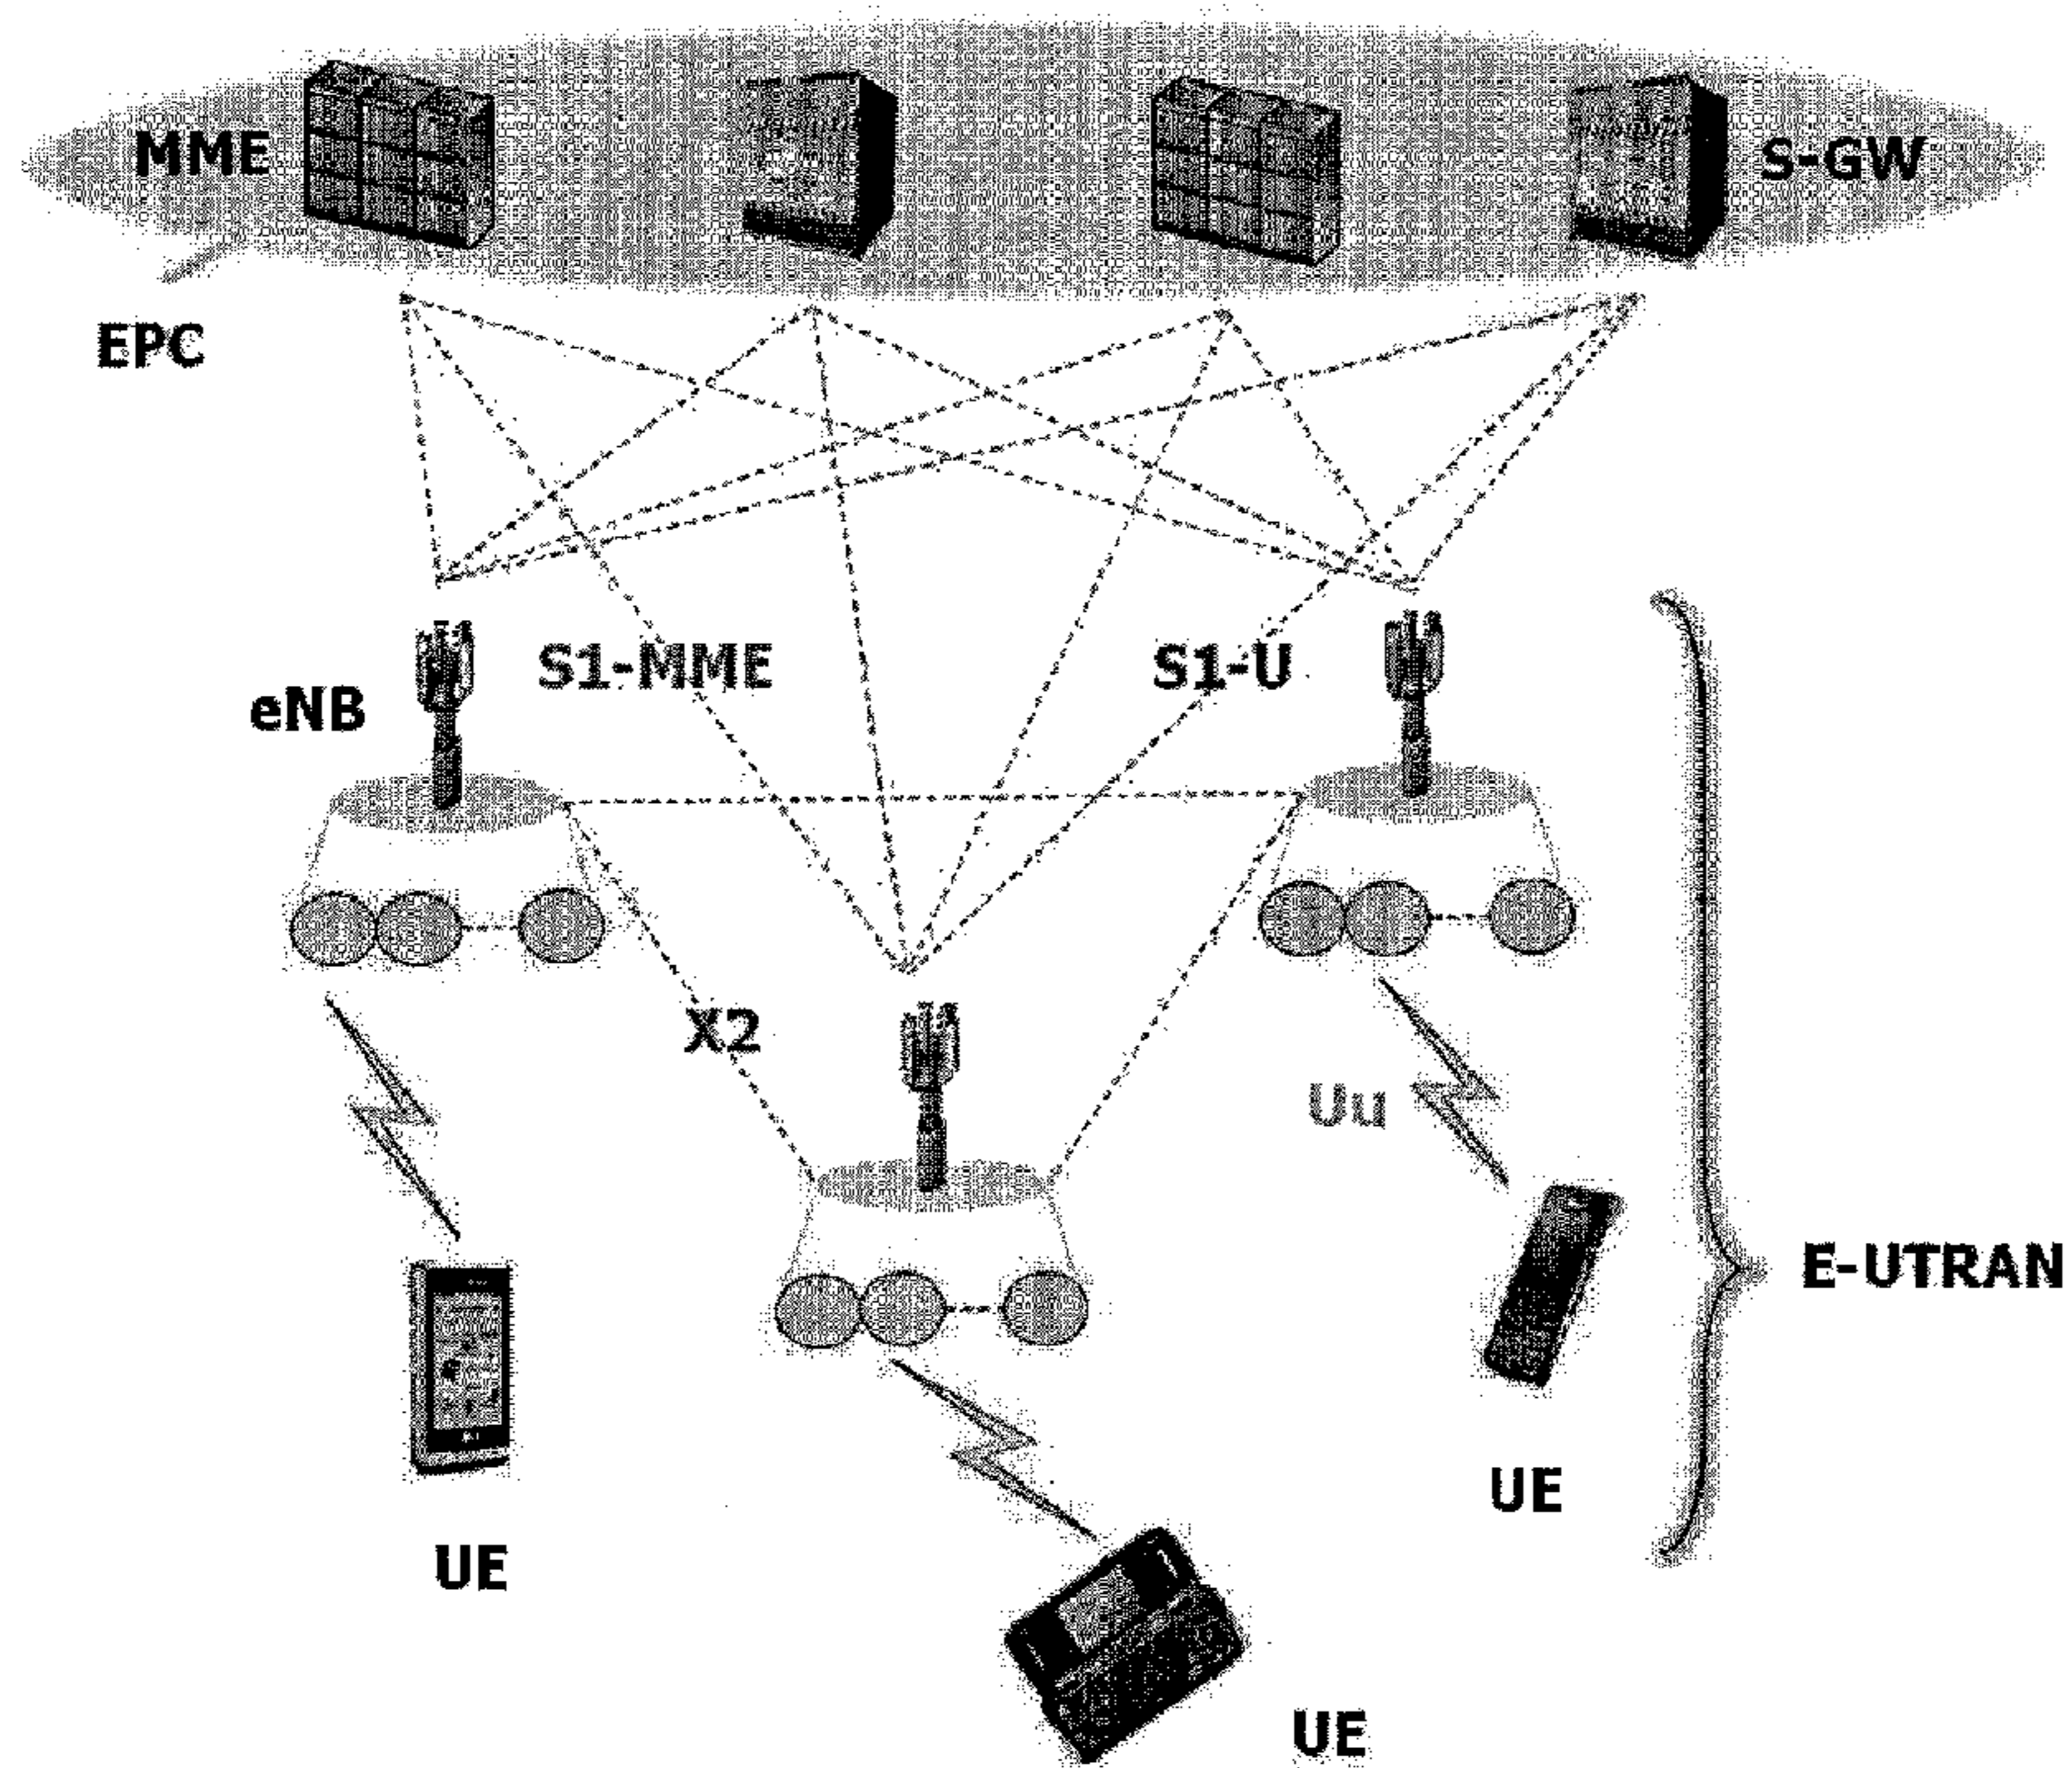 MME
S-GW
EPC
S1-MME
S1-U
eNB
X2
Uu
E-UTRAN
UE
UE
UE